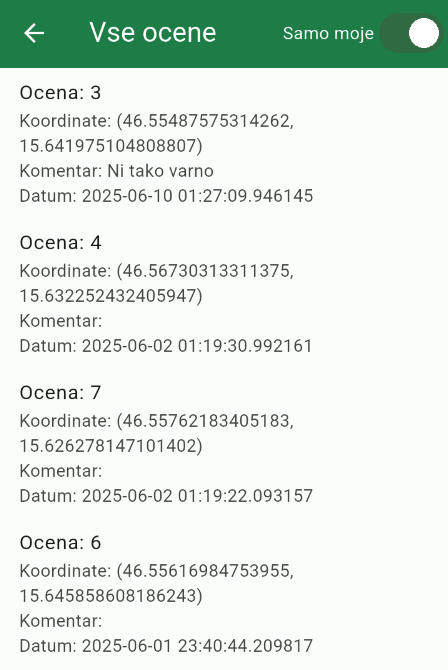 Vse ocene
Samo moje
Ocena: 3
Koordinate: (46.55487575314262,
15.641975104808807)
Komentar: Ni tako varno
Datum: 2025-06-10 01:27:09.946145
Ocena: 4
Koordinate: (46.56730313311375,
15.632252432405947)
Komentar:
Datum: 2025-06-02 01:19:30.992161
Ocena: 7
Koordinate: (46.55762183405183,
15.626278147101402)
Komentar:
Datum: 2025-06-02 01:19:22.093157
Ocena: 6
Koordinate: (46.55616984753955,
15.645858608186243)
Komentar:
Datum: 2025-06-01 23:40:44.209817